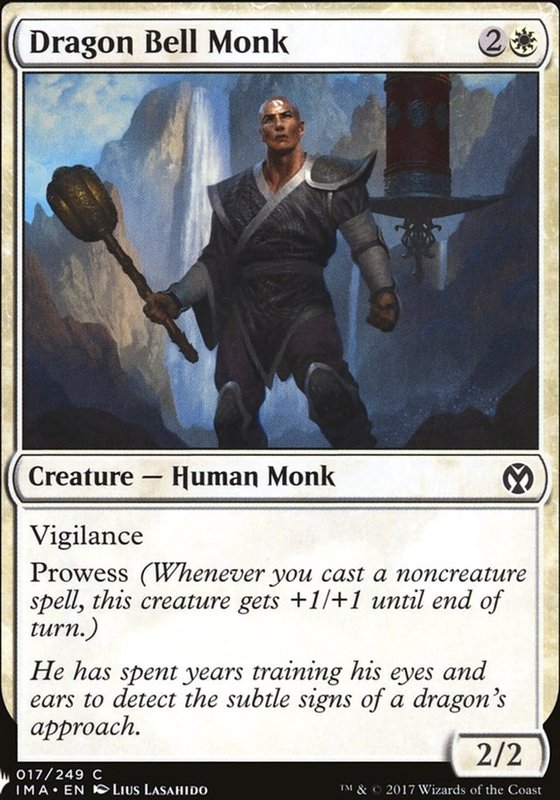 Dragon Bell Monk 2
Creature — Human Monk
Vigilance
Prowess (Whenever you cast a noncreature
spell, this creature gets +1/+1 until end of
turn.)
He has spent years training his eyes and
ears to detect the subtle signs of a dragon's
approach.
2/2
017/249 C
IMA • EN Lius Lasahido
™ & © 2017 Wizards of the Coast